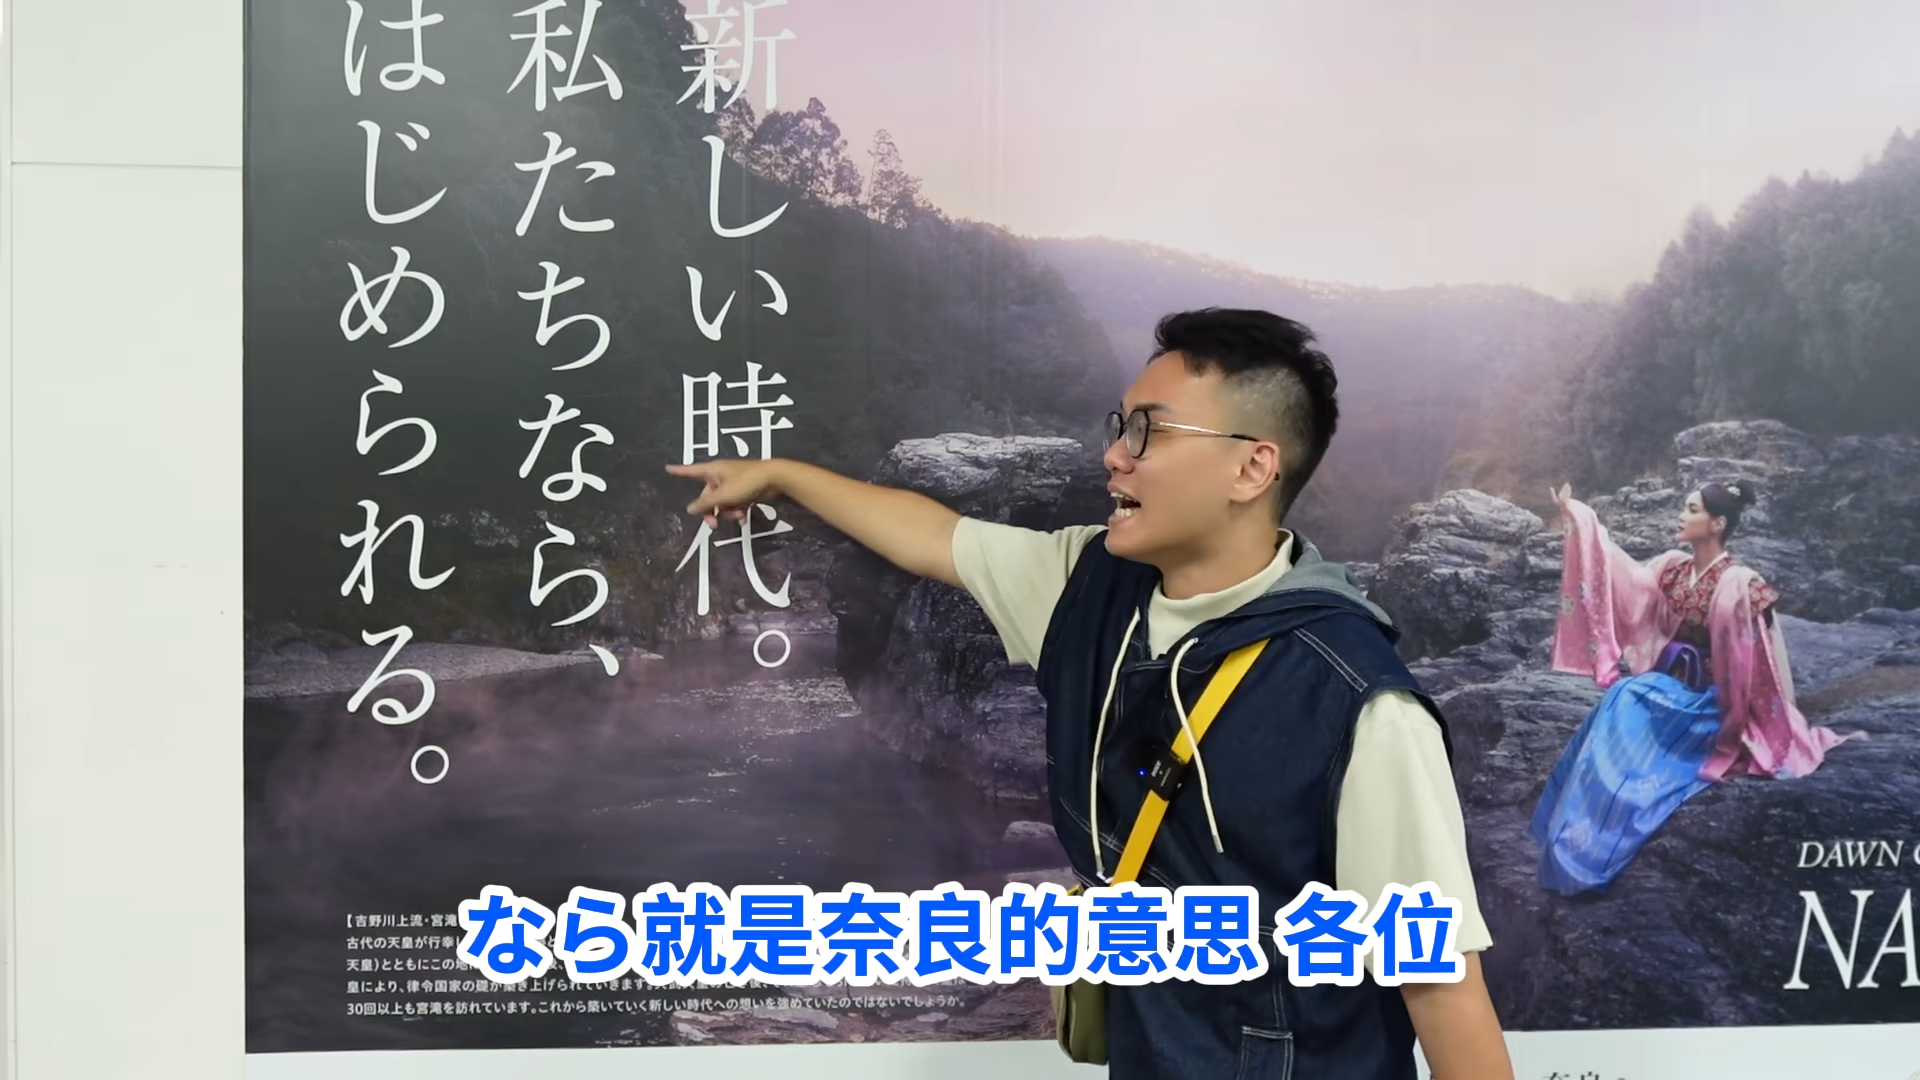 新しい時代。
私たちなら、
はじめられる。
DAWN
NA
【吉野川上流・宮滝
古代の天皇が行幸
天皇）とともにこの地に
皇により、律令国家の礎が築き上げられていきます。
30回以上も宮滝を訪れています。これから築いていく新しい時代への想いを強めていたのではないでしょうか。
なら就是奈良的意思 各位